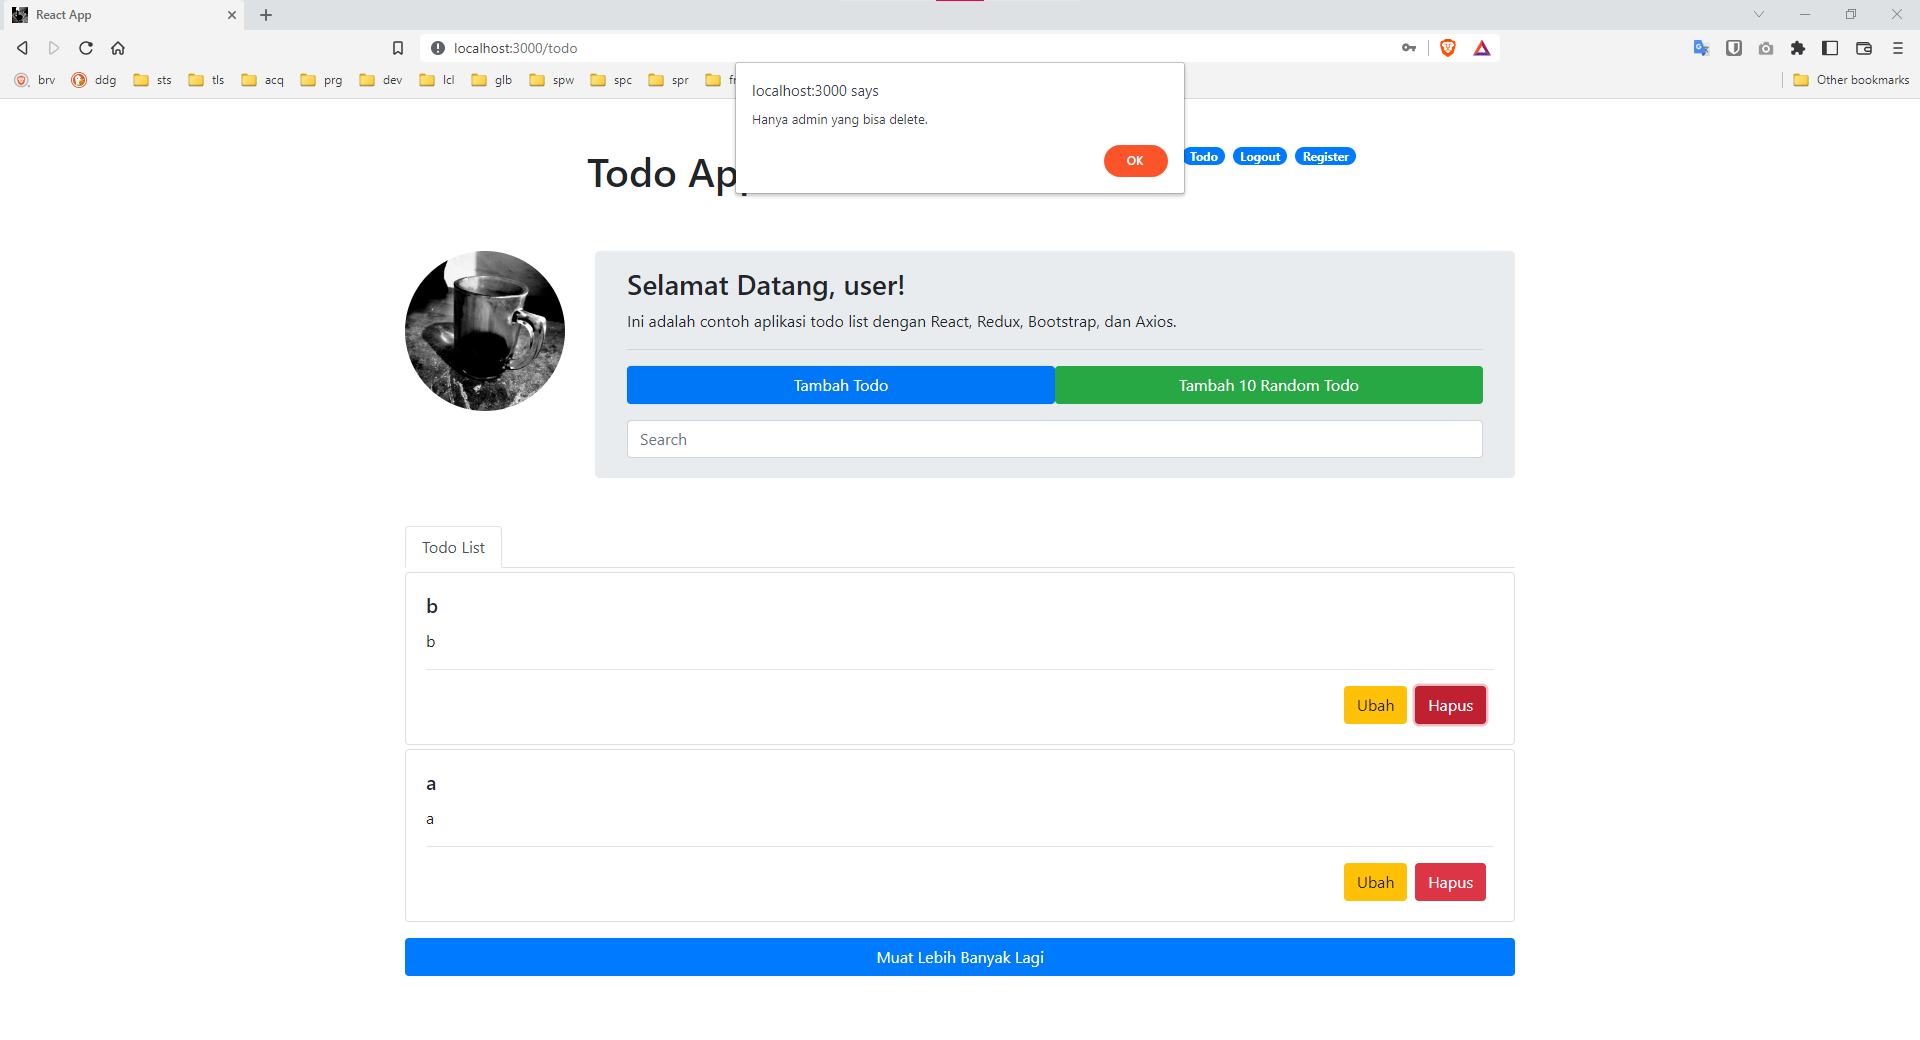 React App
localhost:3000/todo
brv
ddg
sts
tls
acq
prg
dev
lcl
glb
spw
spc
spr
Other bookmarks
localhost:3000 says
Hanya admin yang bisa delete.
OK
Todo Ap
Todo
Logout
Register
Selamat Datang, user!
Ini adalah contoh aplikasi todo list dengan React, Redux, Bootstrap, dan Axios.
Tambah Todo
Tambah 10 Random Todo
Search
Todo List
b
b
Ubah
Hapus
a
a
Ubah
Hapus
Muat Lebih Banyak Lagi